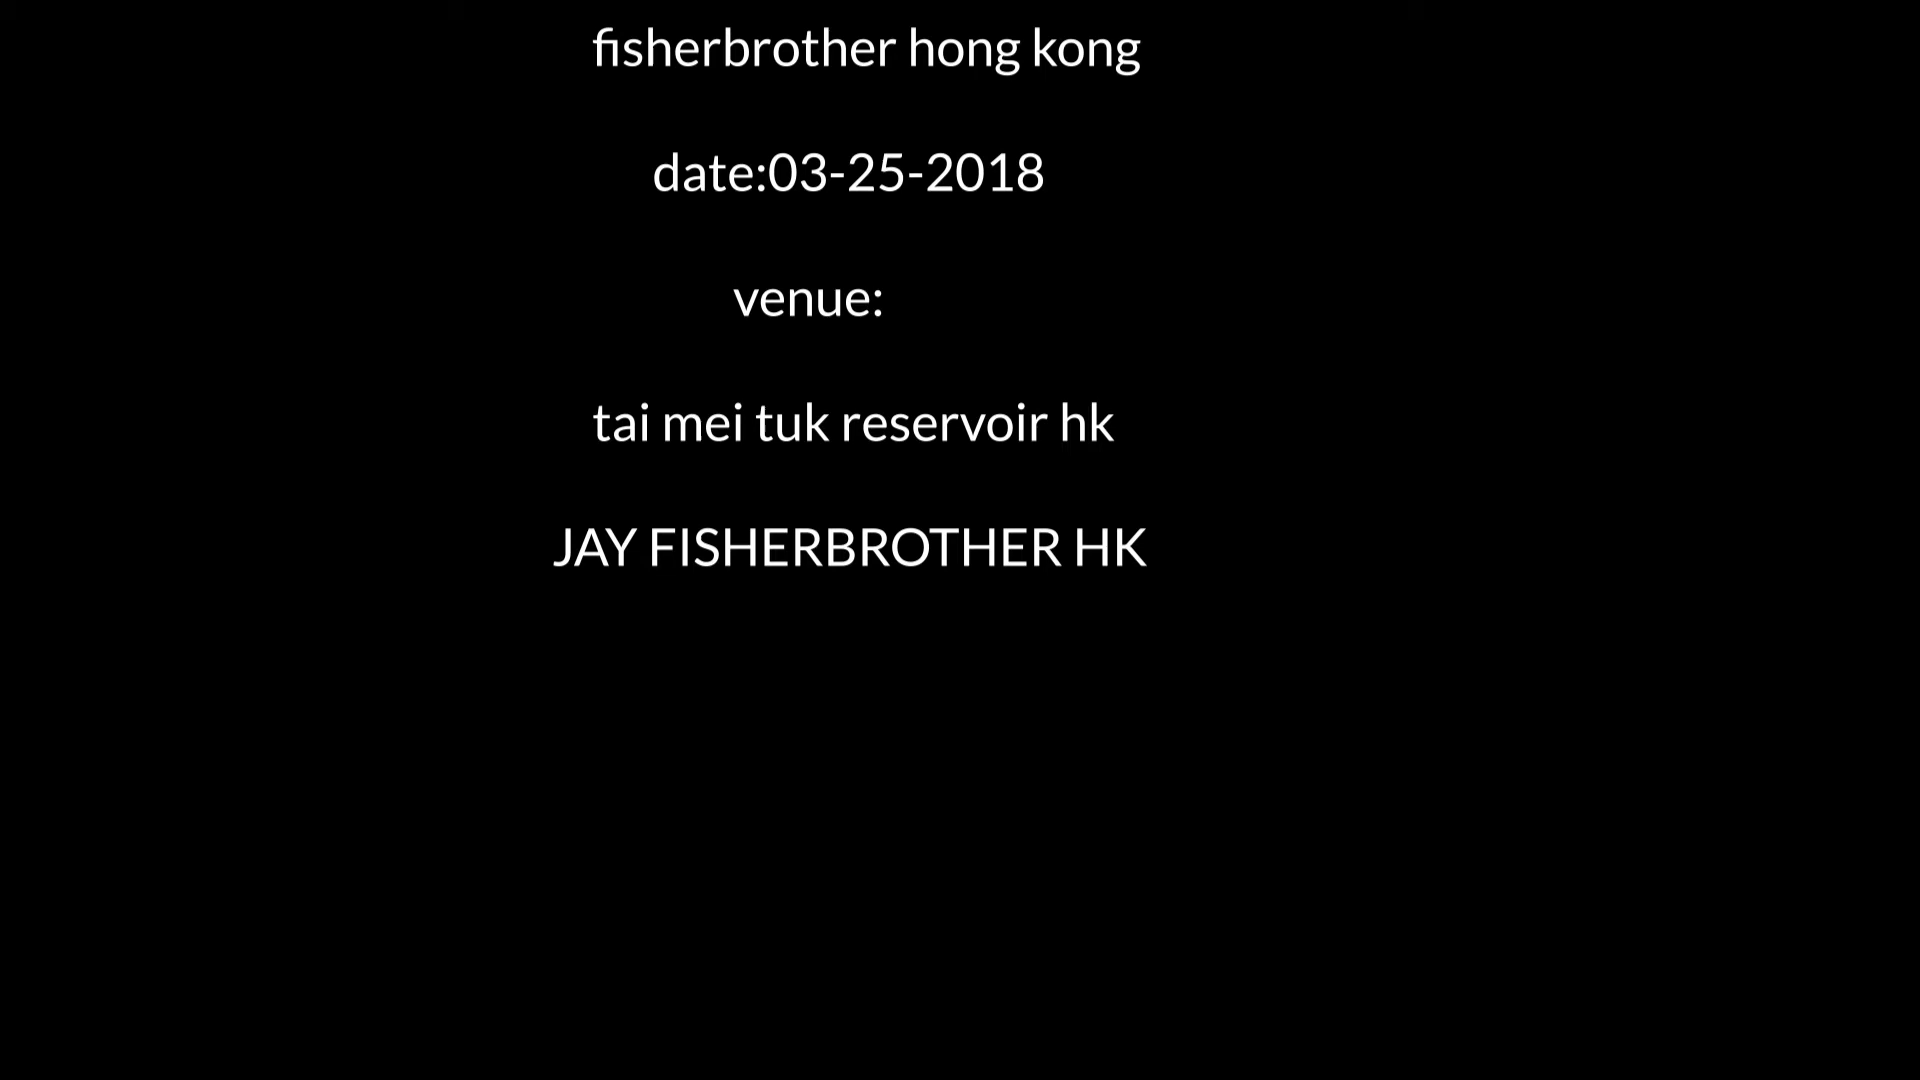 fisherbrother hong kong
date:03-25-2018
venue:
tai mei tuk reservoir hk
JAY FISHERBROTHER HK